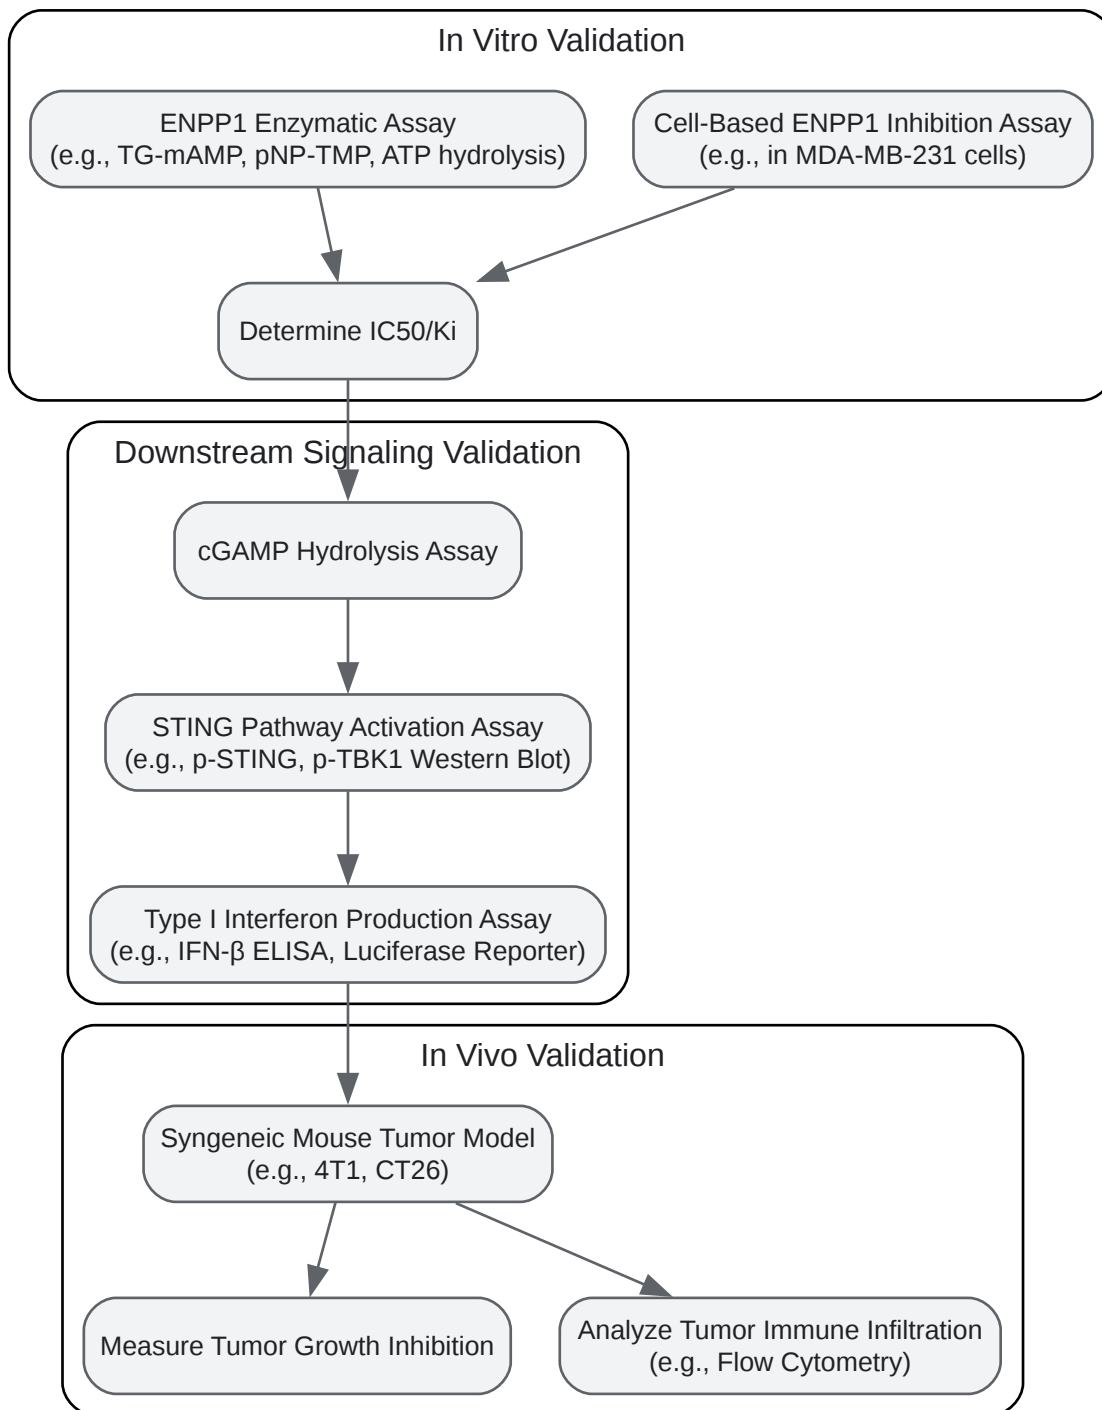 In Vitro Validation
ENPP1 Enzymatic Assay
(e.g., TG-mAMP, pNP-TMP, ATP hydrolysis)
Cell-Based ENPP1 Inhibition Assay
(e.g., in MDA-MB-231 cells)
Determine IC50/Ki
Downstream Signaling Validation
cGAMP Hydrolysis Assay
STING Pathway Activation Assay
(e.g., p-STING, p-TBK1 Western Blot)
Type I Interferon Production Assay
(e.g., IFN-β ELISA, Luciferase Reporter)
In Vivo Validation
Syngeneic Mouse Tumor Model
(e.g., 4T1, CT26)
Measure Tumor Growth Inhibition
Analyze Tumor Immune Infiltration
(e.g., Flow Cytometry)